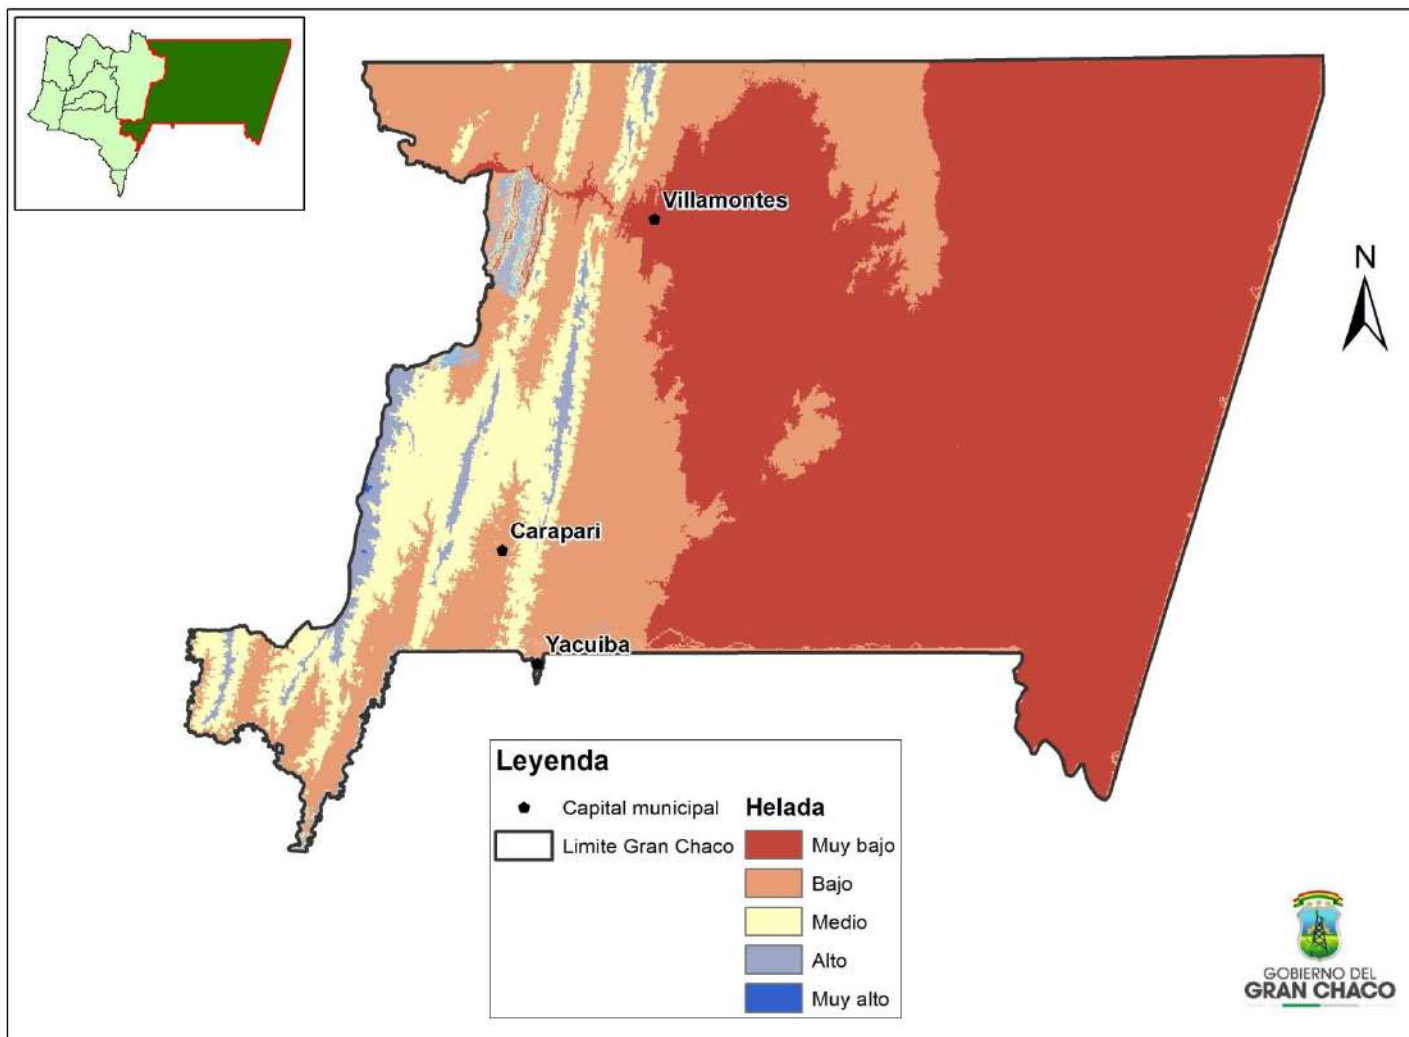 N
Villamontes
Carapari
Yacuiba
Leyenda
Capital municipal
Limite Gran Chaco
Helada
Muy bajo
Bajo
Medio
Alto
Muy alto
GOBIERNO DEL
GRAN CHACO